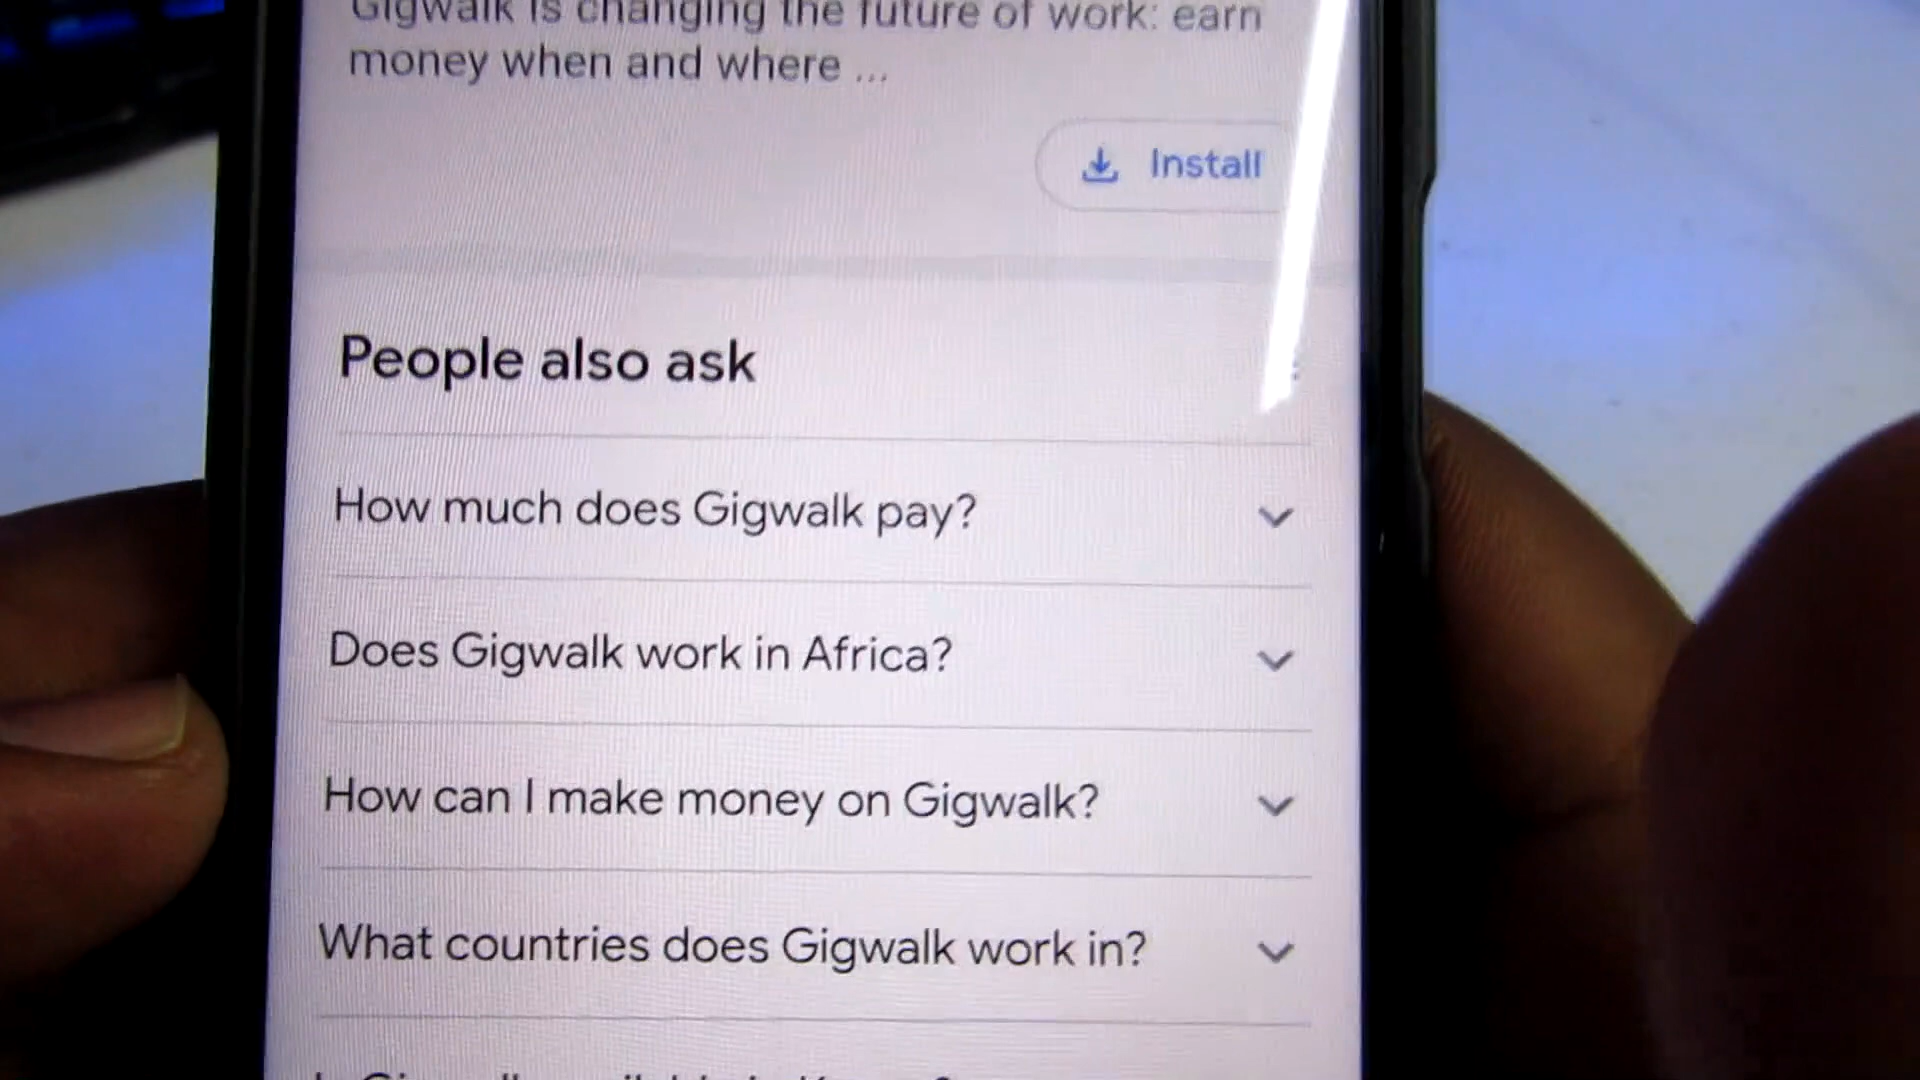 Gigwalk is changing the future of work: earn
money when and where ...
Install
People also ask
How much does Gigwalk pay?
Does Gigwalk work in Africa?
How can I make money on Gigwalk?
What countries does Gigwalk work in?